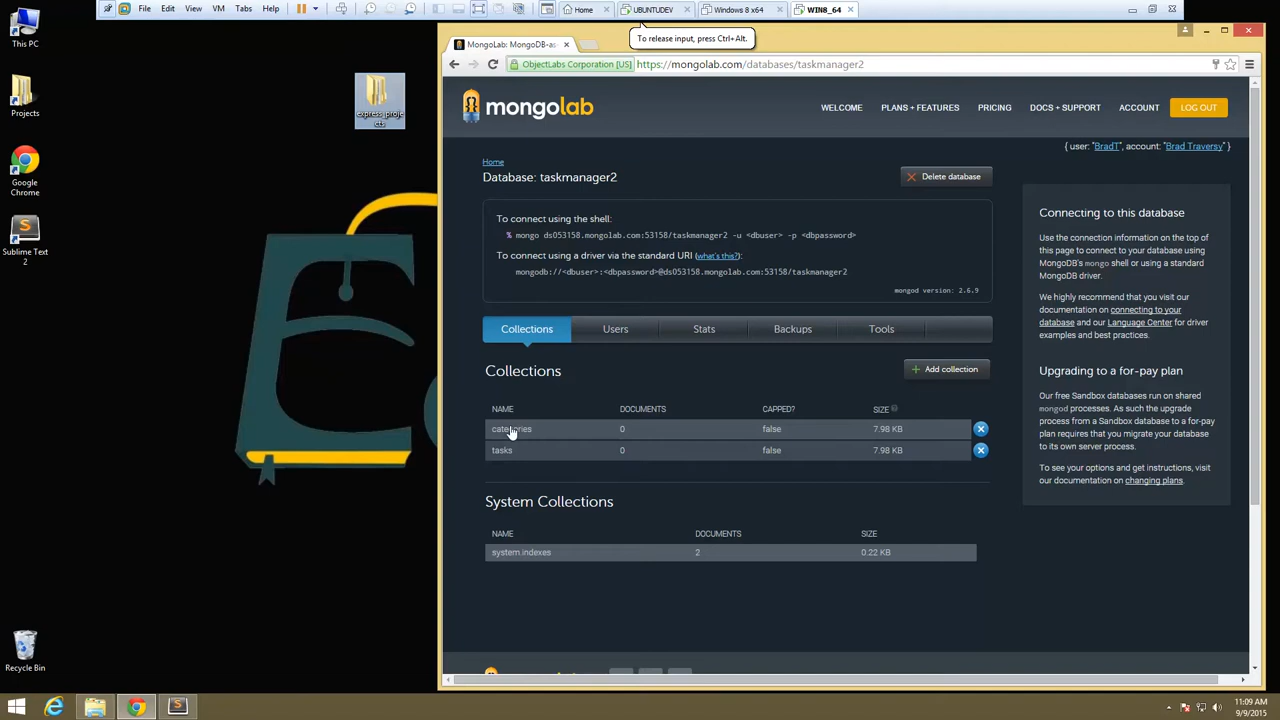 File Edit View VM Tabs Help
Home
UBUNTUDEV
Windows 8 x64
WIN8_64
To release input, press Ctrl+Alt.
This PC
Projects
Google
Chrome
Sublime Text
2
Recycle Bin
express_proje
cts
MongoLab: MongoDB-as-
ObjectLabs Corporation [US]
https://mongolab.com/databases/taskmanager2
mongolab
WELCOME
PLANS + FEATURES
PRICING
DOCS + SUPPORT
ACCOUNT
LOG OUT
{ user: "BradT", account: "Brad Traversy" }
Home
Database: taskmanager2
Delete database
To connect using the shell:
% mongo ds053158.mongolab.com:53158/taskmanager2 -u <dbuser> -p <dbpassword>
To connect using a driver via the standard URI (what's this?):
mongodb://<dbuser>:<dbpassword>@ds053158.mongolab.com:53158/taskmanager2
mongod version: 2.6.9
Collections
Users
Stats
Backups
Tools
Collections
+ Add collection
NAME DOCUMENTS CAPPED? SIZE
categories 0 false 7.98 KB
tasks 0 false 7.98 KB
System Collections
NAME DOCUMENTS SIZE
system.indexes 2 0.22 KB
Connecting to this database
Use the connection information on the top
of this page to connect to your database using
MongoDB's mongo shell or using a standard
MongoDB driver.
We highly recommend that you visit our
documentation on connecting to your
database and our Language Center for driver
examples and best practices.
Upgrading to a for-pay plan
Our free Sandbox databases run on shared
mongod processes. As such the upgrade
process from a Sandbox database to a for-pay
plan requires that you migrate your database
to its own server process.
To see your options and get instructions, visit
our documentation on changing plans.
11:09 AM
9/9/2015